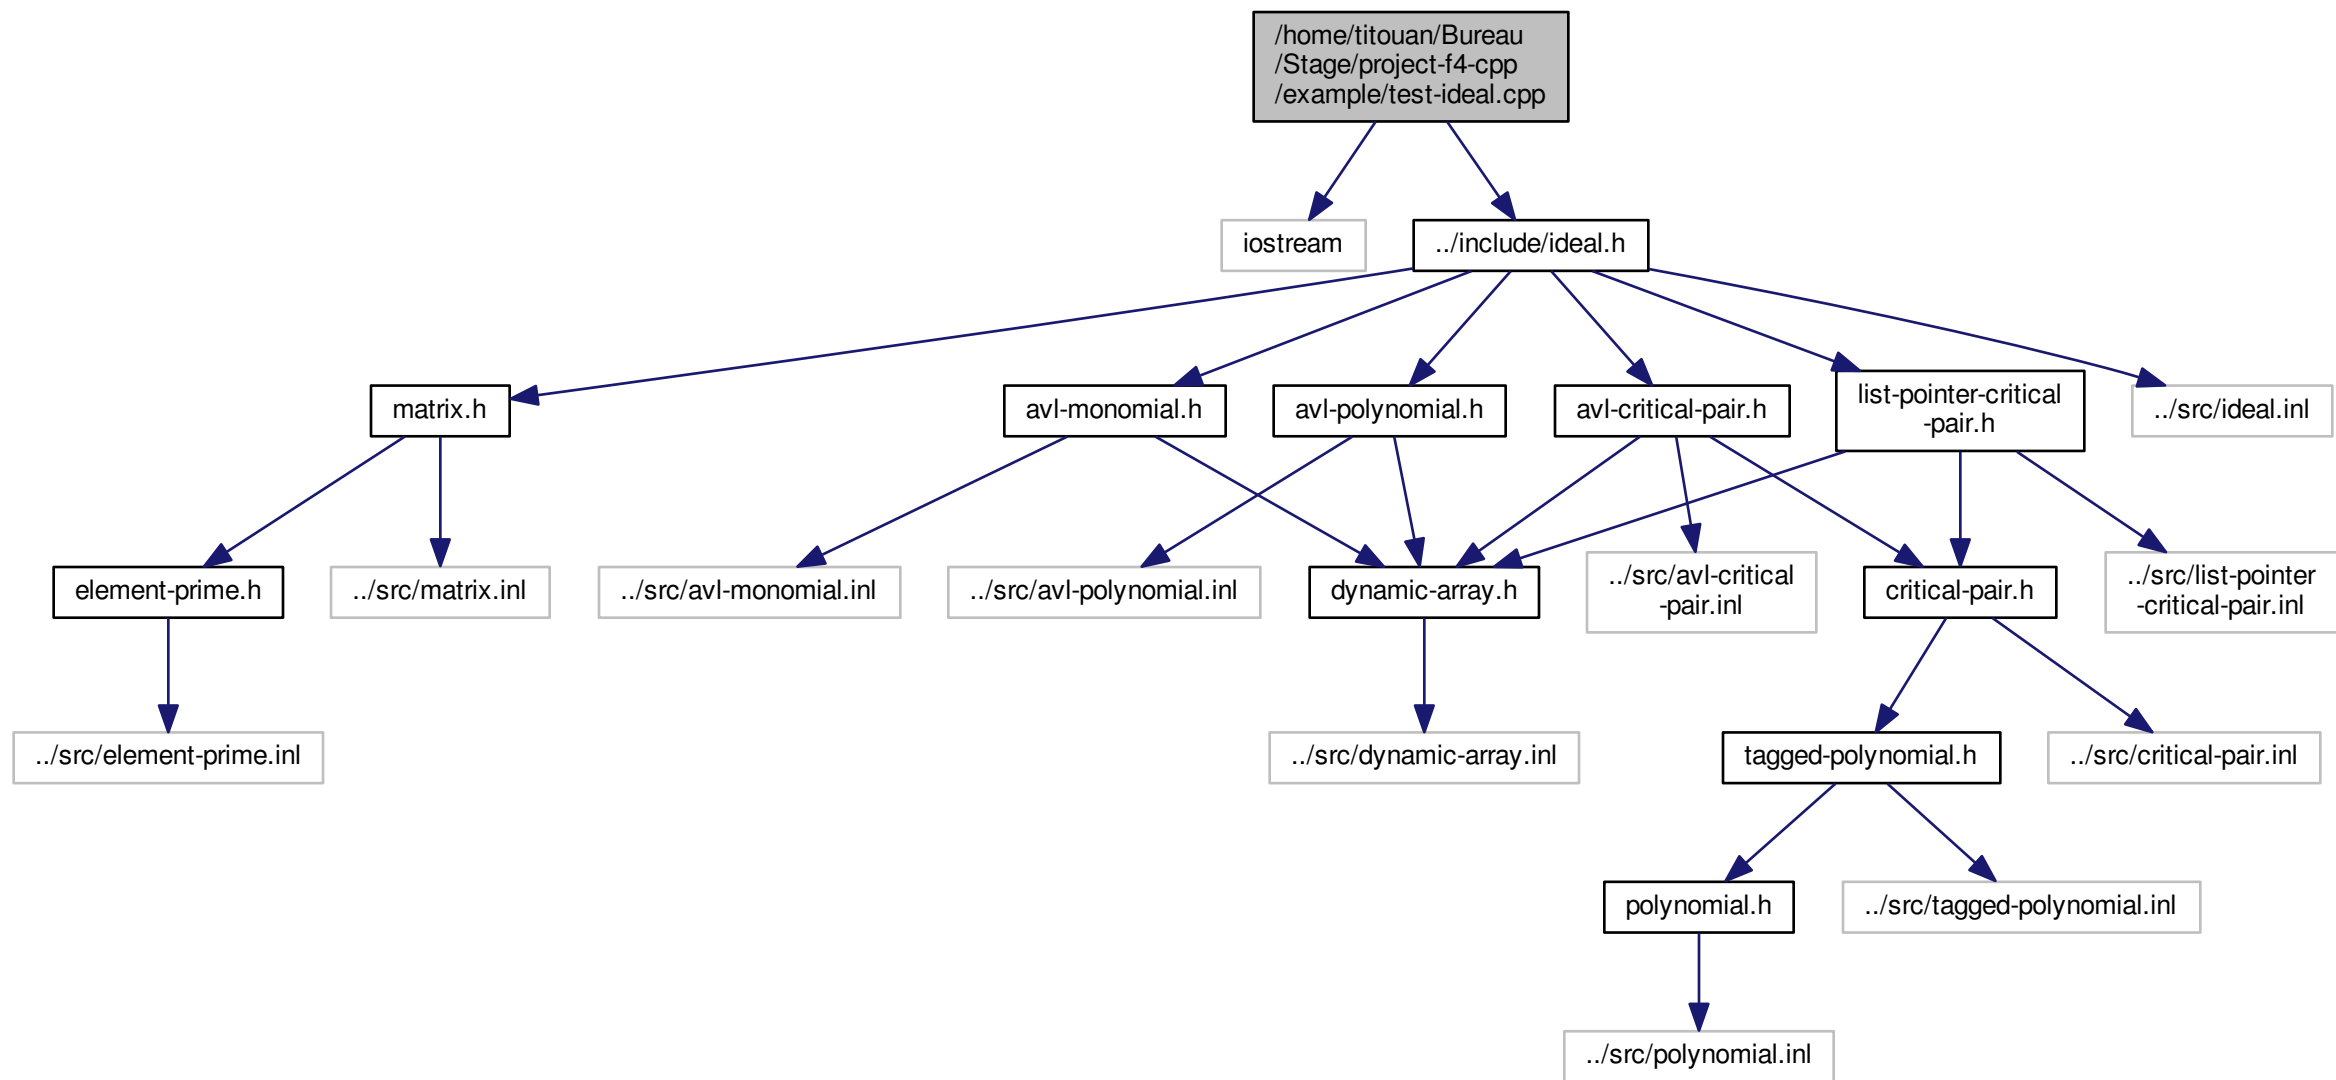 /home/titouan/Bureau
/Stage/project-f4-cpp
/example/test-ideal.cpp
iostream
../include/ideal.h
matrix.h
avl-monomial.h
avl-polynomial.h
avl-critical-pair.h
list-pointer-critical
-pair.h
../src/ideal.inl
element-prime.h
../src/matrix.inl
../src/avl-monomial.inl
../src/avl-polynomial.inl
dynamic-array.h
../src/avl-critical
-pair.inl
critical-pair.h
../src/list-pointer
-critical-pair.inl
../src/element-prime.inl
../src/dynamic-array.inl
tagged-polynomial.h
../src/critical-pair.inl
polynomial.h
../src/tagged-polynomial.inl
../src/polynomial.inl